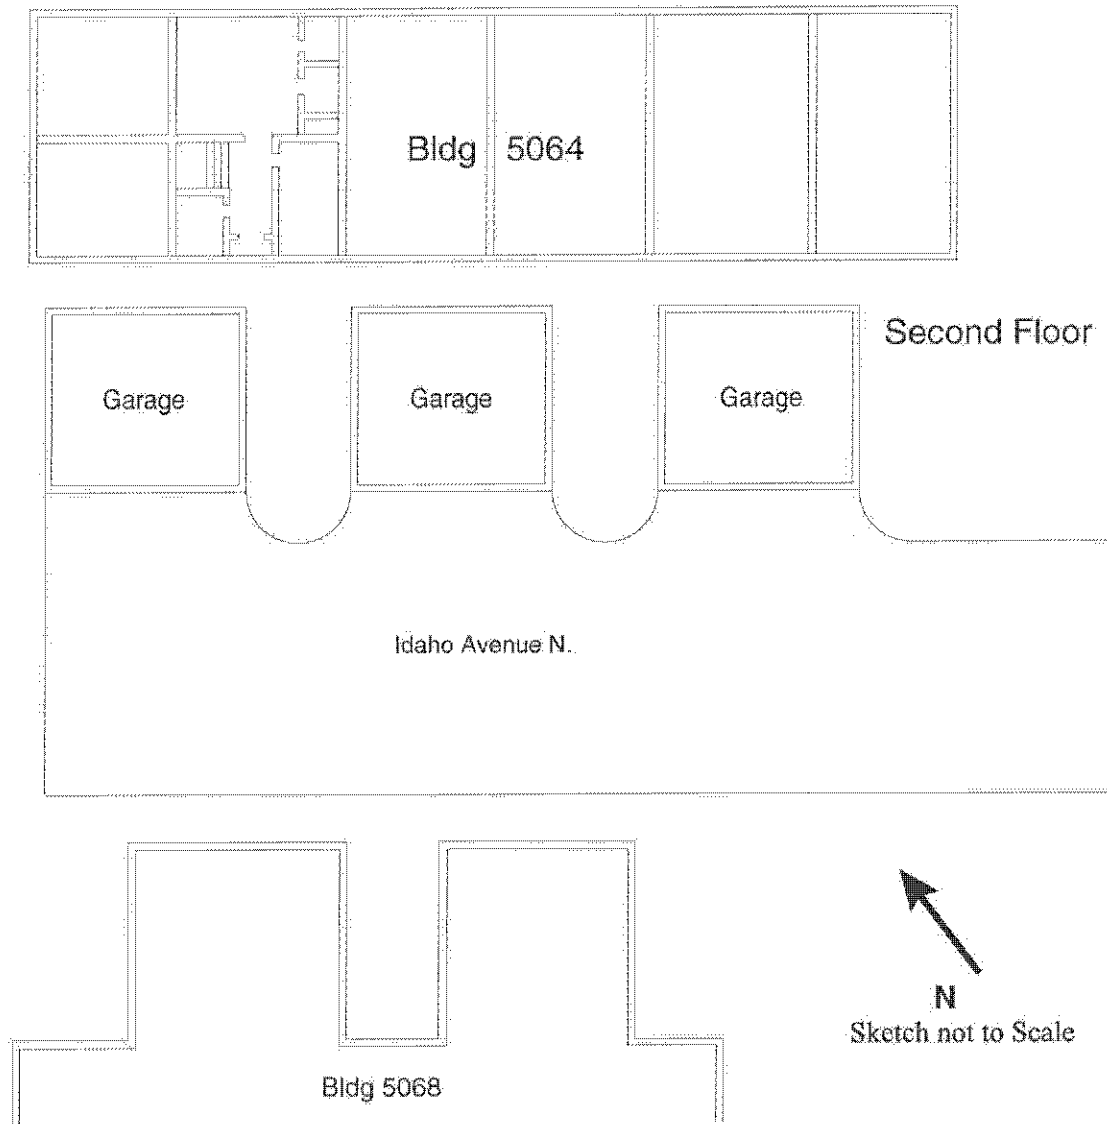 Bldg 5064
Second Floor
Garage Garage Garage
Idaho Avenue N.
N
Sketch not to Scale
Bldg 5068